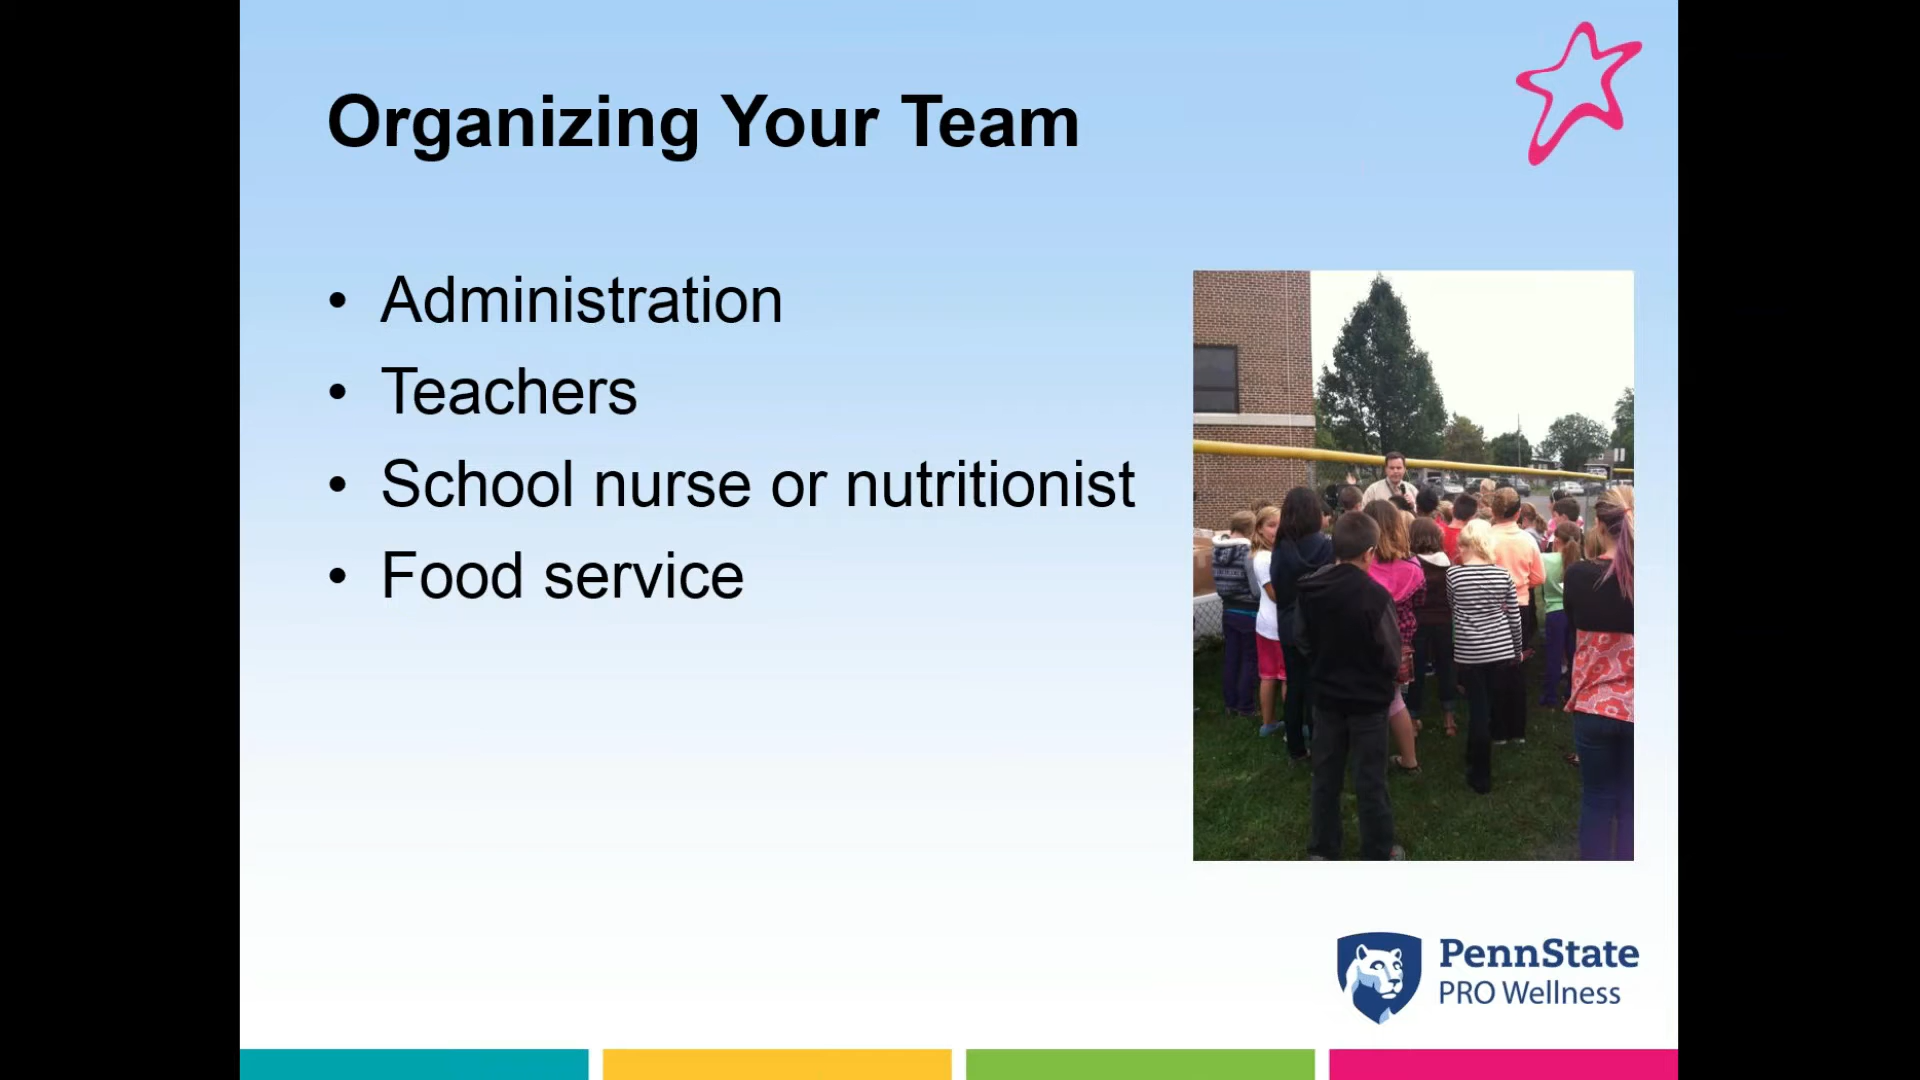 Organizing Your Team
• Administration
• Teachers
• School nurse or nutritionist
• Food service
PennState
PRO Wellness